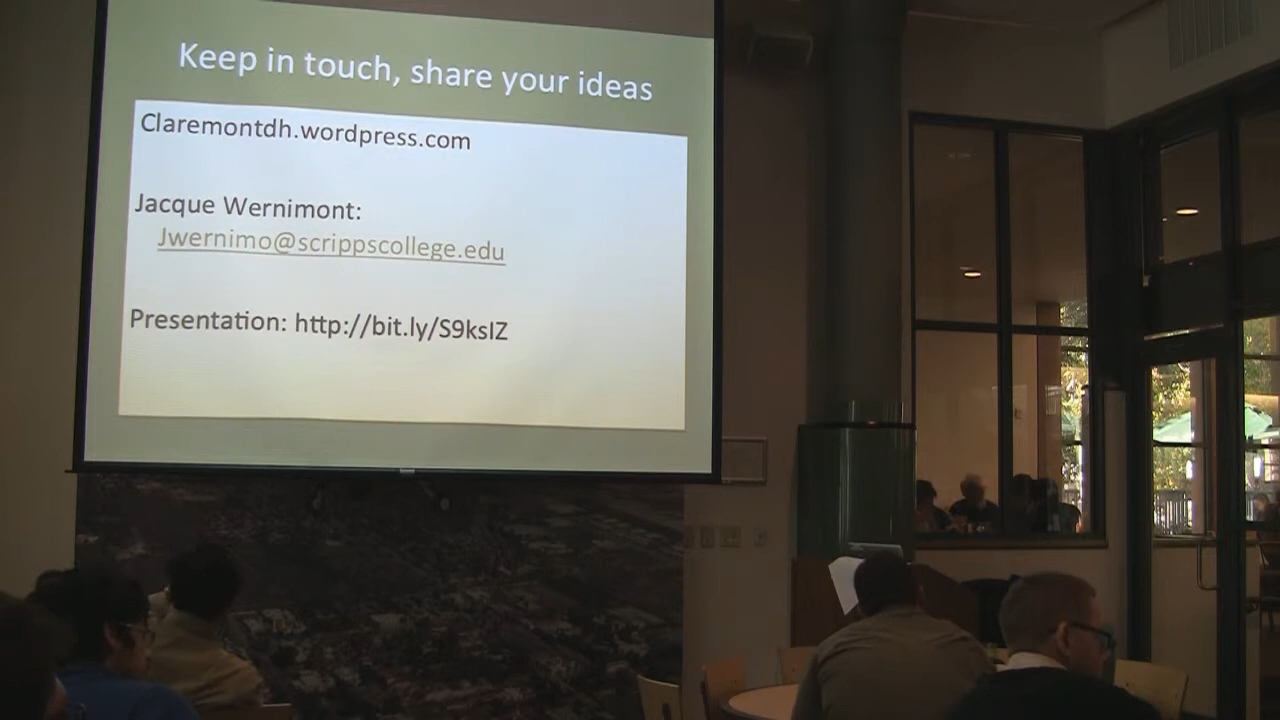 Keep in touch, share your ideas
Claremontdh.wordpress.com
Jacque Wernimont:
Jwernimo@scrippscollege.edu
Presentation: http://bit.ly/S9ksIZ